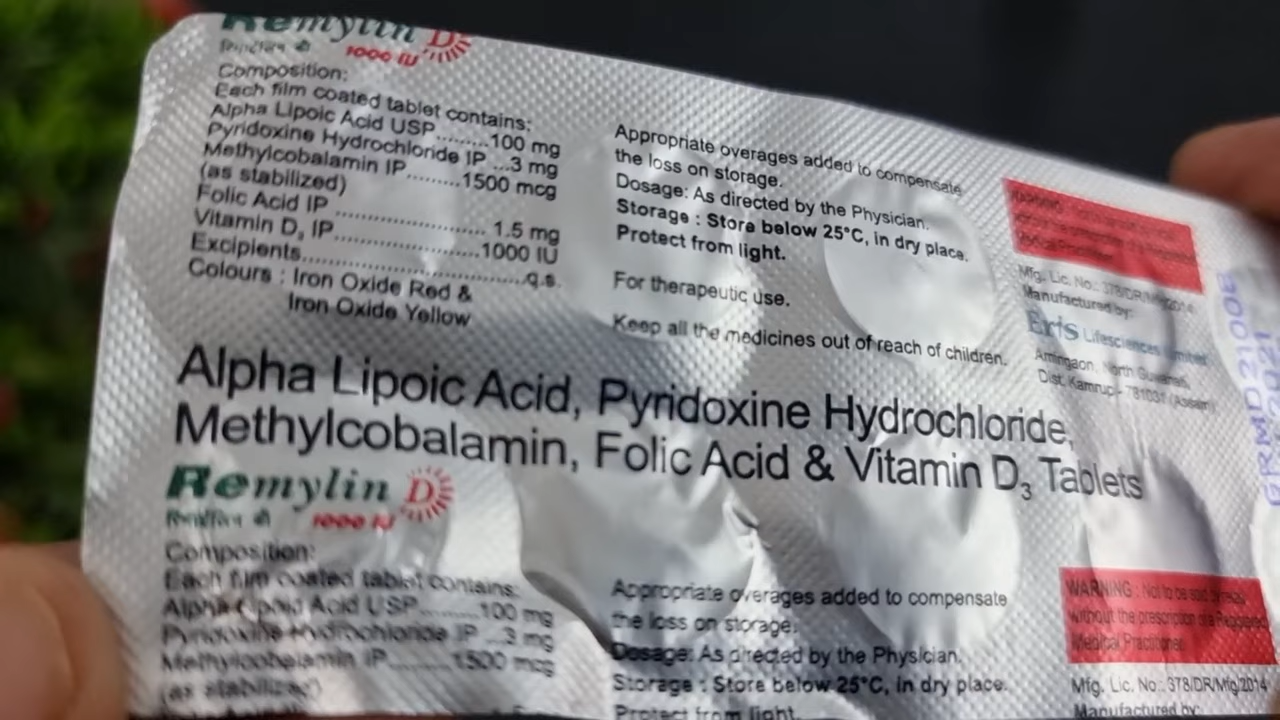 Remylin D
रिमाइलिन डी 1000 IU
Composition:
Each film coated tablet contains:
Alpha Lipoic Acid USP.........100 mg
Pyridoxine Hydrochloride IP ...3 mg
Methylcobalamin IP.........1500 mcg
(as stabilized)
Folic Acid IP ......................... 1.5 mg
Vitamin D₃ IP........................1000 IU
Excipients......................................q.s.
Colours : Iron Oxide Red &
Iron Oxide Yellow
Appropriate overages added to compensate
the loss on storage.
Dosage: As directed by the Physician.
Storage : Store below 25°C, in dry place.
Protect from light.
For therapeutic use.
Keep all the medicines out of reach of children.
WARNING
Mfg. Lic. No.: 378/DR/Mfg/2014
Manufactured by:
Eris Lifesciences Limited
Amingaon, North Guwahati,
Dist. Kamrup - 781031 (Assam)
Alpha Lipoic Acid, Pyridoxine Hydrochloride,
Methylcobalamin, Folic Acid & Vitamin D₃ Tablets
Remylin D
रिमाइलिन डी 1000 IU
Composition:
Each film coated tablet contains:
Alpha Lipoic Acid USP.........100 mg
Pyridoxine Hydrochloride IP ...3 mg
Methylcobalamin IP.........1500 mcg
(as stabilized)
Appropriate overages added to compensate
the loss on storage.
Dosage: As directed by the Physician.
Storage : Store below 25°C, in dry place.
Protect from light.
WARNING : Not to be sold by retail
without the prescription of a Registered
Medical Practitioner.
Mfg. Lic. No.: 378/DR/Mfg/2014
Manufactured by: